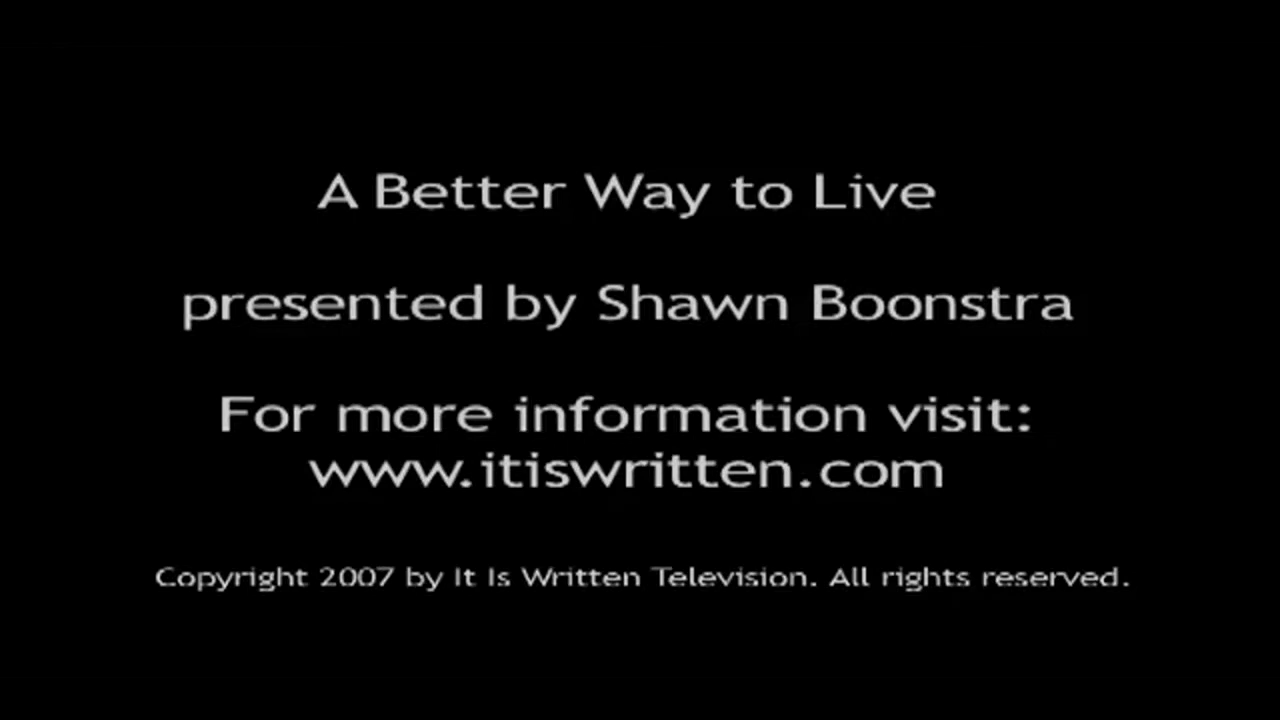 A Better Way to Live
presented by Shawn Boonstra
For more information visit:
www.itiswritten.com
Copyright 2007 by It Is Written Television. All rights reserved.